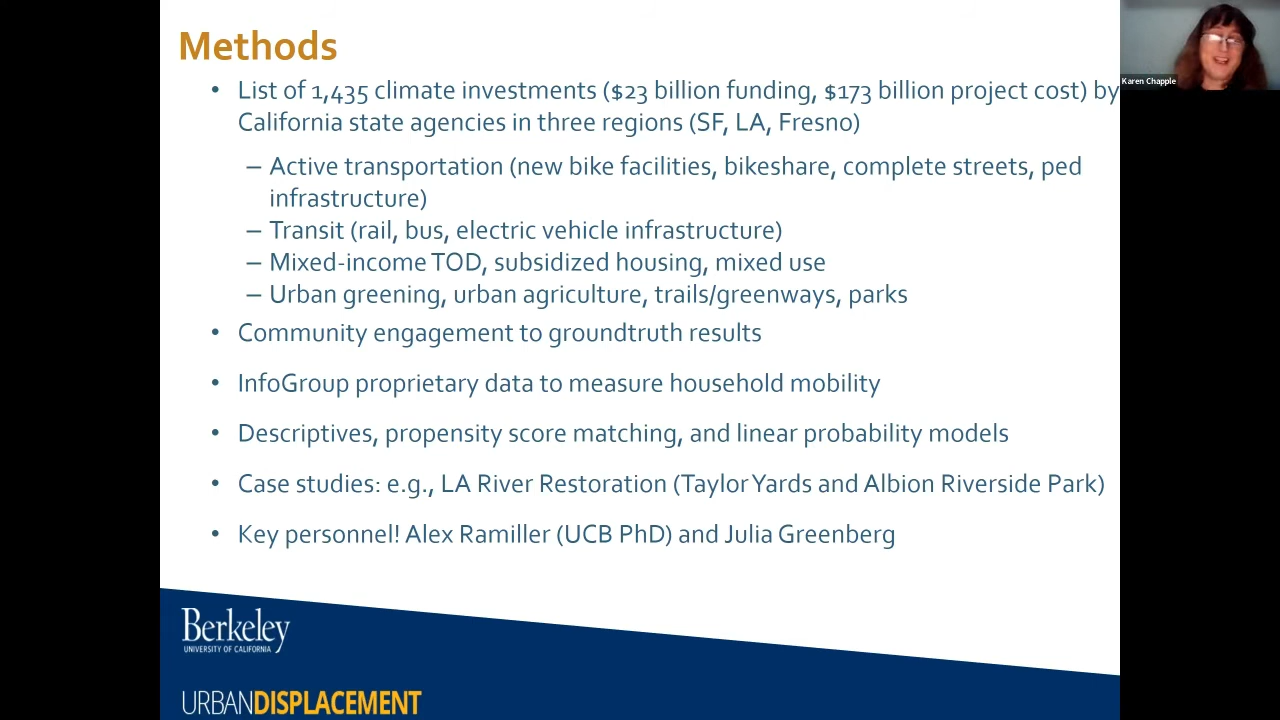 Methods
• List of 1,435 climate investments ($23 billion funding, $173 billion project cost) by
California state agencies in three regions (SF, LA, Fresno)
– Active transportation (new bike facilities, bikeshare, complete streets, ped
infrastructure)
– Transit (rail, bus, electric vehicle infrastructure)
– Mixed-income TOD, subsidized housing, mixed use
– Urban greening, urban agriculture, trails/greenways, parks
• Community engagement to groundtruth results
• InfoGroup proprietary data to measure household mobility
• Descriptives, propensity score matching, and linear probability models
• Case studies: e.g., LA River Restoration (Taylor Yards and Albion Riverside Park)
• Key personnel! Alex Ramiller (UCB PhD) and Julia Greenberg
Berkeley
UNIVERSITY OF CALIFORNIA
URBANDISPLACEMENT
Karen Chapple